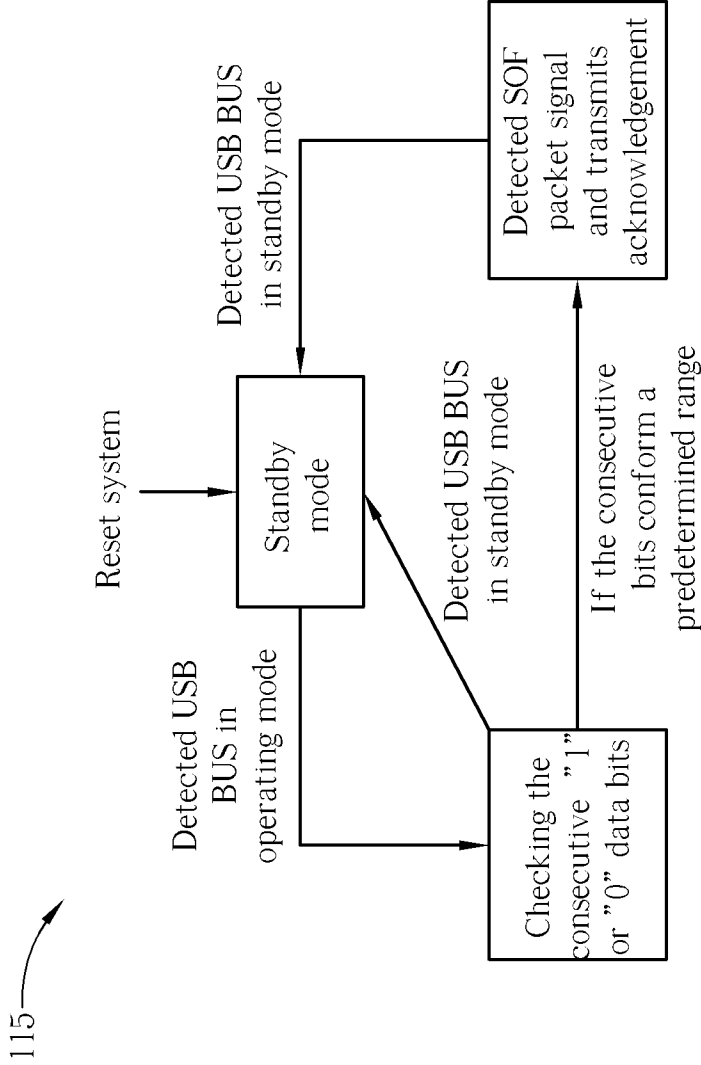 115
Reset system
Standby
mode
Detected USB
BUS in
operating mode
Detected USB BUS
in standby mode
Detected USB BUS
in standby mode
Checking the
consecutive "1"
or "0" data bits
If the consecutive
bits conform a
predetermined range
Detected SOF
packet signal
and transmits
acknowledgement